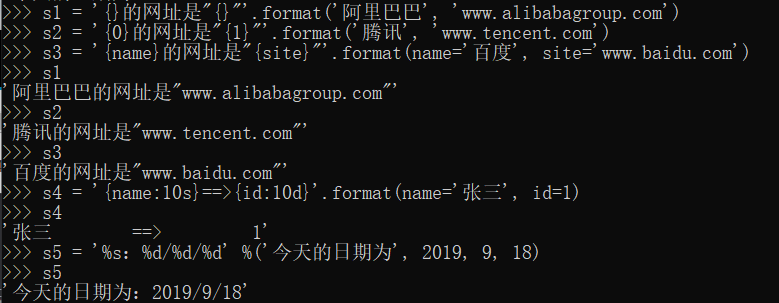 >>> s1 = '{}的网址是"{}"'.format('阿里巴巴', 'www.alibabagroup.com')
>>> s2 = '{0}的网址是"{1}"'.format('腾讯', 'www.tencent.com')
>>> s3 = '{name}的网址是"{site}"'.format(name='百度', site='www.baidu.com')
>>> s1
'阿里巴巴的网址是"www.alibabagroup.com"'
>>> s2
'腾讯的网址是"www.tencent.com"'
>>> s3
'百度的网址是"www.baidu.com"'
>>> s4 = '{name:10s}==>{id:10d}'.format(name='张三', id=1)
>>> s4
'张三        ==>         1'
>>> s5 = '%s：%d/%d/%d' %('今天的日期为', 2019, 9, 18)
>>> s5
'今天的日期为：2019/9/18'